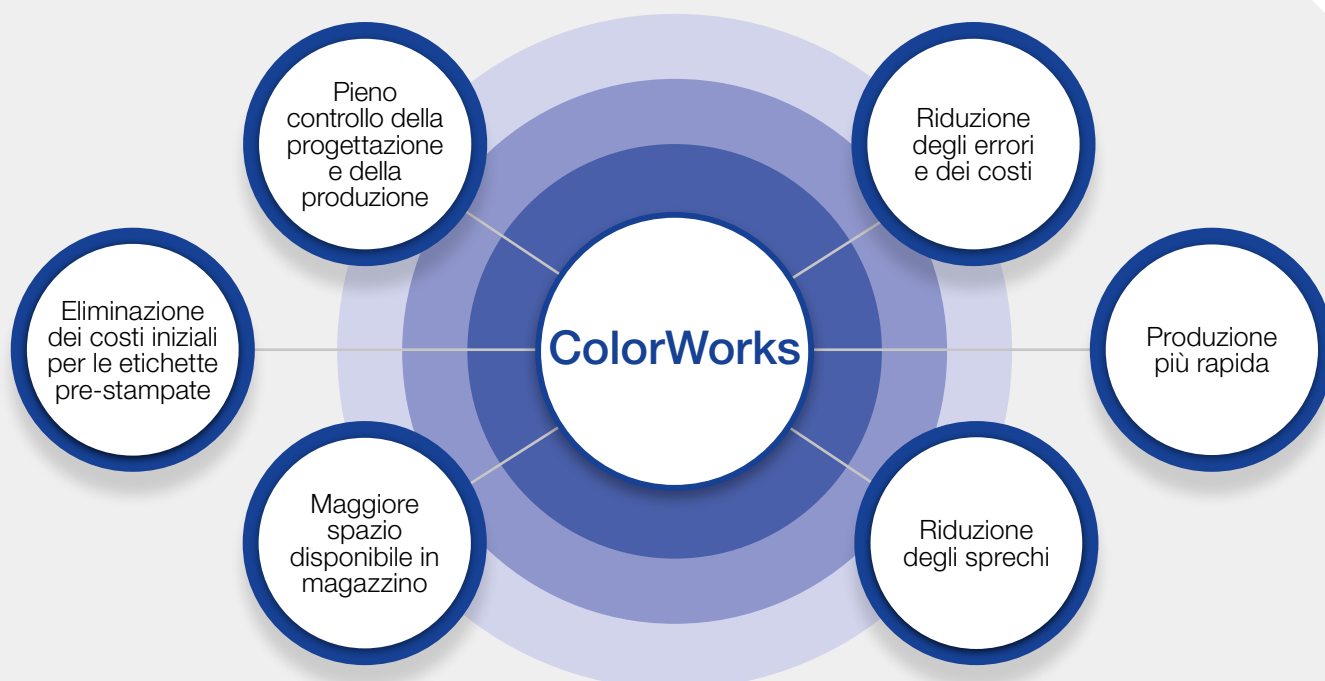 Pieno
controllo della
progettazione
e della
produzione
Riduzione
degli errori
e dei costi
Eliminazione
dei costi iniziali
per le etichette
pre-stampate
ColorWorks
Produzione
più rapida
Maggiore
spazio
disponibile in
magazzino
Riduzione
degli sprechi